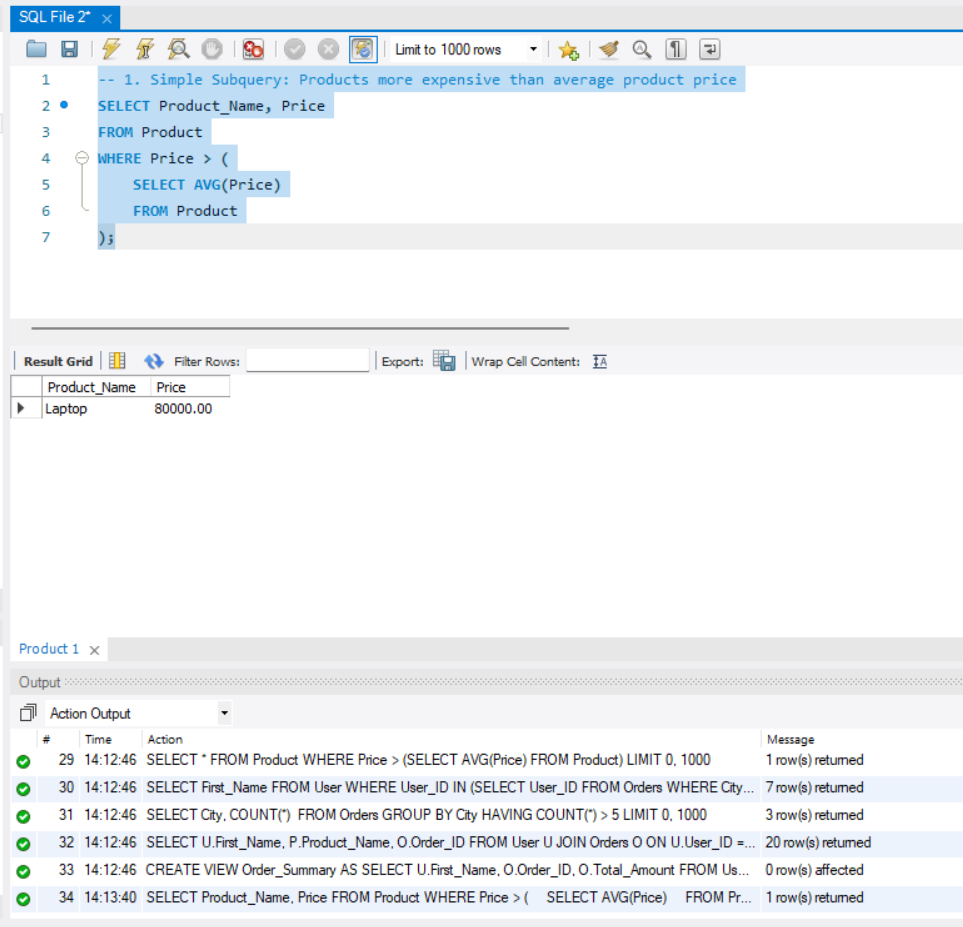 SQL File 2*
Limit to 1000 rows
1 -- 1. Simple Subquery: Products more expensive than average product price
2 SELECT Product_Name, Price
3 FROM Product
4 WHERE Price > (
5 SELECT AVG(Price)
6 FROM Product
7 );
Result Grid Filter Rows: Export: Wrap Cell Content: IA
Product_Name Price
Laptop 80000.00
Product 1
Output
Action Output
# Time Action Message
29 14:12:46 SELECT * FROM Product WHERE Price > (SELECT AVG(Price) FROM Product) LIMIT 0, 1000 1 row(s) returned
30 14:12:46 SELECT First_Name FROM User WHERE User_ID IN (SELECT User_ID FROM Orders WHERE City... 7 row(s) returned
31 14:12:46 SELECT City, COUNT(*) FROM Orders GROUP BY City HAVING COUNT(*) > 5 LIMIT 0, 1000 3 row(s) returned
32 14:12:46 SELECT U.First_Name, P.Product_Name, O.Order_ID FROM User U JOIN Orders O ON U.User_ID =... 20 row(s) returned
33 14:12:46 CREATE VIEW Order_Summary AS SELECT U.First_Name, O.Order_ID, O.Total_Amount FROM Us... 0 row(s) affected
34 14:13:40 SELECT Product_Name, Price FROM Product WHERE Price > ( SELECT AVG(Price) FROM Pr... 1 row(s) returned